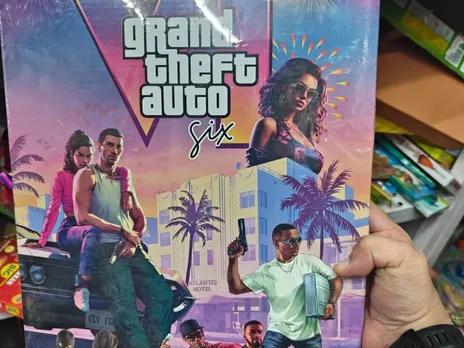 grand
theft
auto
six
ATLANTIS
HOTEL